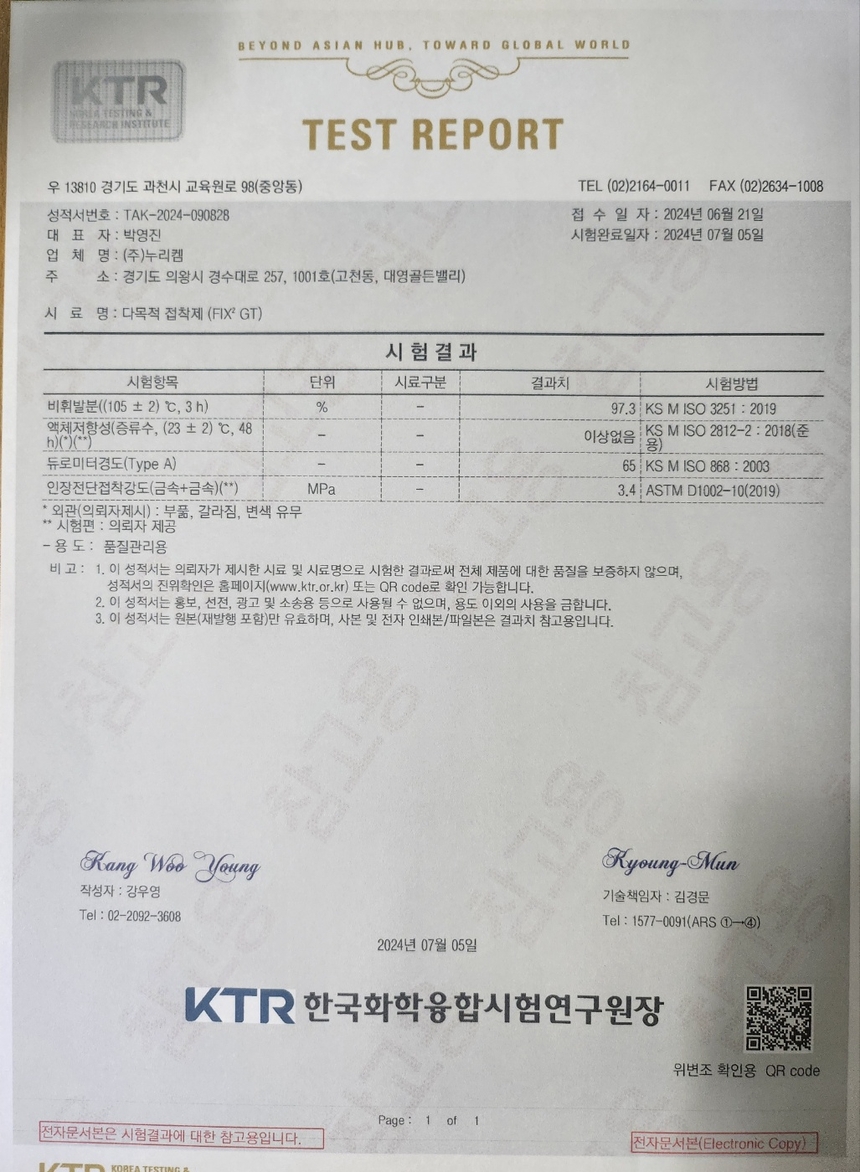 BEYOND ASIAN HUB, TOWARD GLOBAL WORLD
KTR
KOREA TESTING &
RESEARCH INSTITUTE
TEST REPORT
우 13810 경기도 과천시 교육원로 98(중앙동)
TEL (02)2164-0011 FAX (02)2634-1008
성적서번호 : TAK-2024-090828
접 수 일 자 : 2024년 06월 21일
대 표 자 : 박영진
시험완료일자 : 2024년 07월 05일
업 체 명 : (주)누리켐
주 소 : 경기도 의왕시 경수대로 257, 1001호(고천동, 대영골든밸리)
시 료 명 : 다목적 접착제 (FIX² GT)
시 험 결 과
시험항목 단위 시료구분 결과치 시험방법
비휘발분((105 ± 2) ℃, 3 h) % - 97.3 KS M ISO 3251 : 2019
액체저항성(증류수, (23 ± 2) ℃, 48 h)(*)(**) - - 이상없음 KS M ISO 2812-2 : 2018(준용)
듀로미터경도(Type A) - - 65 KS M ISO 868 : 2003
인장전단접착강도(금속+금속)(**) MPa - 3.4 ASTM D1002-10(2019)
* 외관(의뢰자제시) : 부품, 갈라짐, 변색 유무
** 시험편 : 의뢰자 제공
- 용 도 : 품질관리용
비 고 : 1. 이 성적서는 의뢰자가 제시한 시료 및 시료명으로 시험한 결과로써 전체 제품에 대한 품질을 보증하지 않으며,
성적서의 진위확인은 홈페이지(www.ktr.or.kr) 또는 QR code로 확인 가능합니다.
2. 이 성적서는 홍보, 선전, 광고 및 소송용 등으로 사용될 수 없으며, 용도 이외의 사용을 금합니다.
3. 이 성적서는 원본(재발행 포함)만 유효하며, 사본 및 전자 인쇄본/파일본은 결과치 참고용입니다.
참고용
Kang Woo Young
Kyoung-Mun
작성자 : 강우영
기술책임자 : 김경문
Tel : 02-2092-3608
Tel : 1577-0091(ARS ①→④)
2024년 07월 05일
KTR 한국화학융합시험연구원장
위변조 확인용 QR code
Page : 1 of 1
전자문서본은 시험결과에 대한 참고용입니다.
전자문서본(Electronic Copy)
KTR KOREA TESTING &